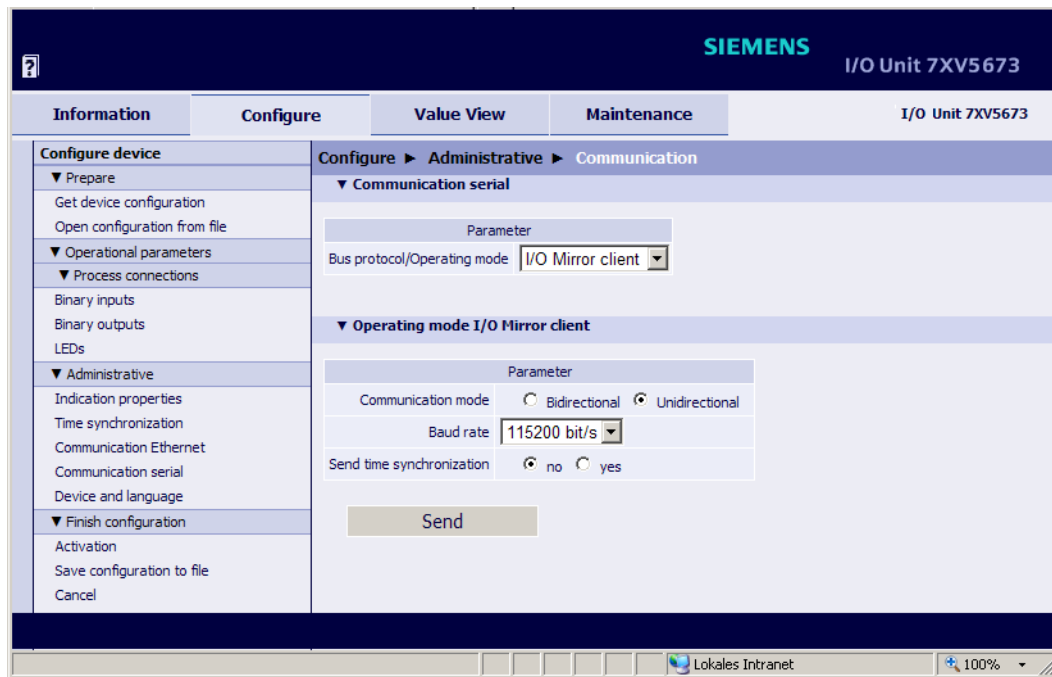 ?
SIEMENS
I/O Unit 7XV5673
Information
Configure
Value View
Maintenance
I/O Unit 7XV5673
Configure device
▼ Prepare
Get device configuration
Open configuration from file
▼ Operational parameters
▼ Process connections
Binary inputs
Binary outputs
LEDs
▼ Administrative
Indication properties
Time synchronization
Communication Ethernet
Communication serial
Device and language
▼ Finish configuration
Activation
Save configuration to file
Cancel
Configure ► Administrative ► Communication
▼ Communication serial
Parameter
Bus protocol/Operating mode I/O Mirror client
▼ Operating mode I/O Mirror client
Parameter
Communication mode Bidirectional Unidirectional
Baud rate 115200 bit/s
Send time synchronization no yes
Send
Lokales Intranet 100%